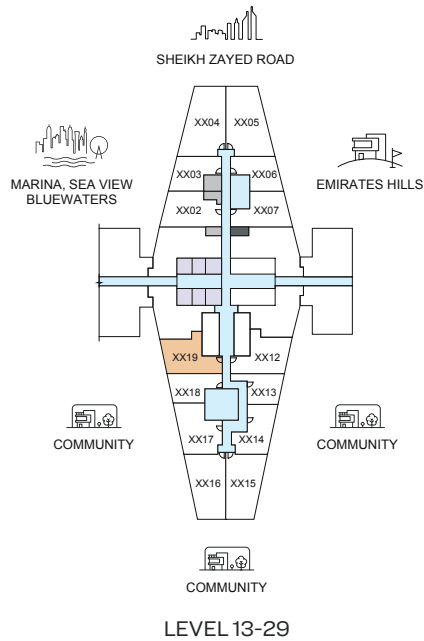 SHEIKH ZAYED ROAD
XX04 XX05
MARINA, SEA VIEW
BLUEWATERS
XX03 XX06
EMIRATES HILLS
XX02 XX07
XX19 XX12
XX18 XX13
COMMUNITY
XX17 XX14
COMMUNITY
XX16 XX15
COMMUNITY
LEVEL 13-29